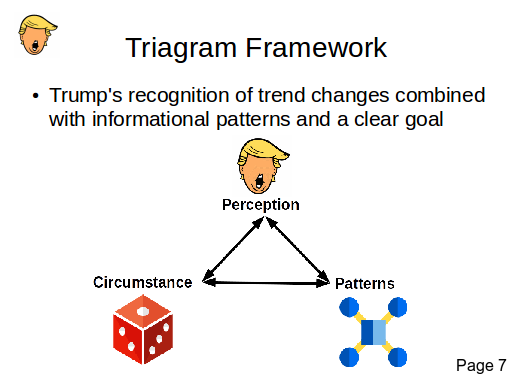 Triagram Framework
• Trump's recognition of trend changes combined
with informational patterns and a clear goal
Perception
Circumstance
Patterns
Page 7